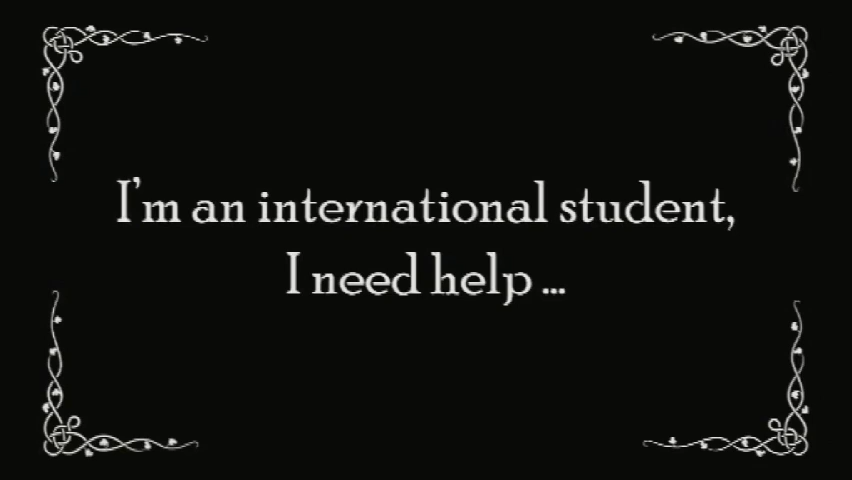 I'm an international student,
I need help ...